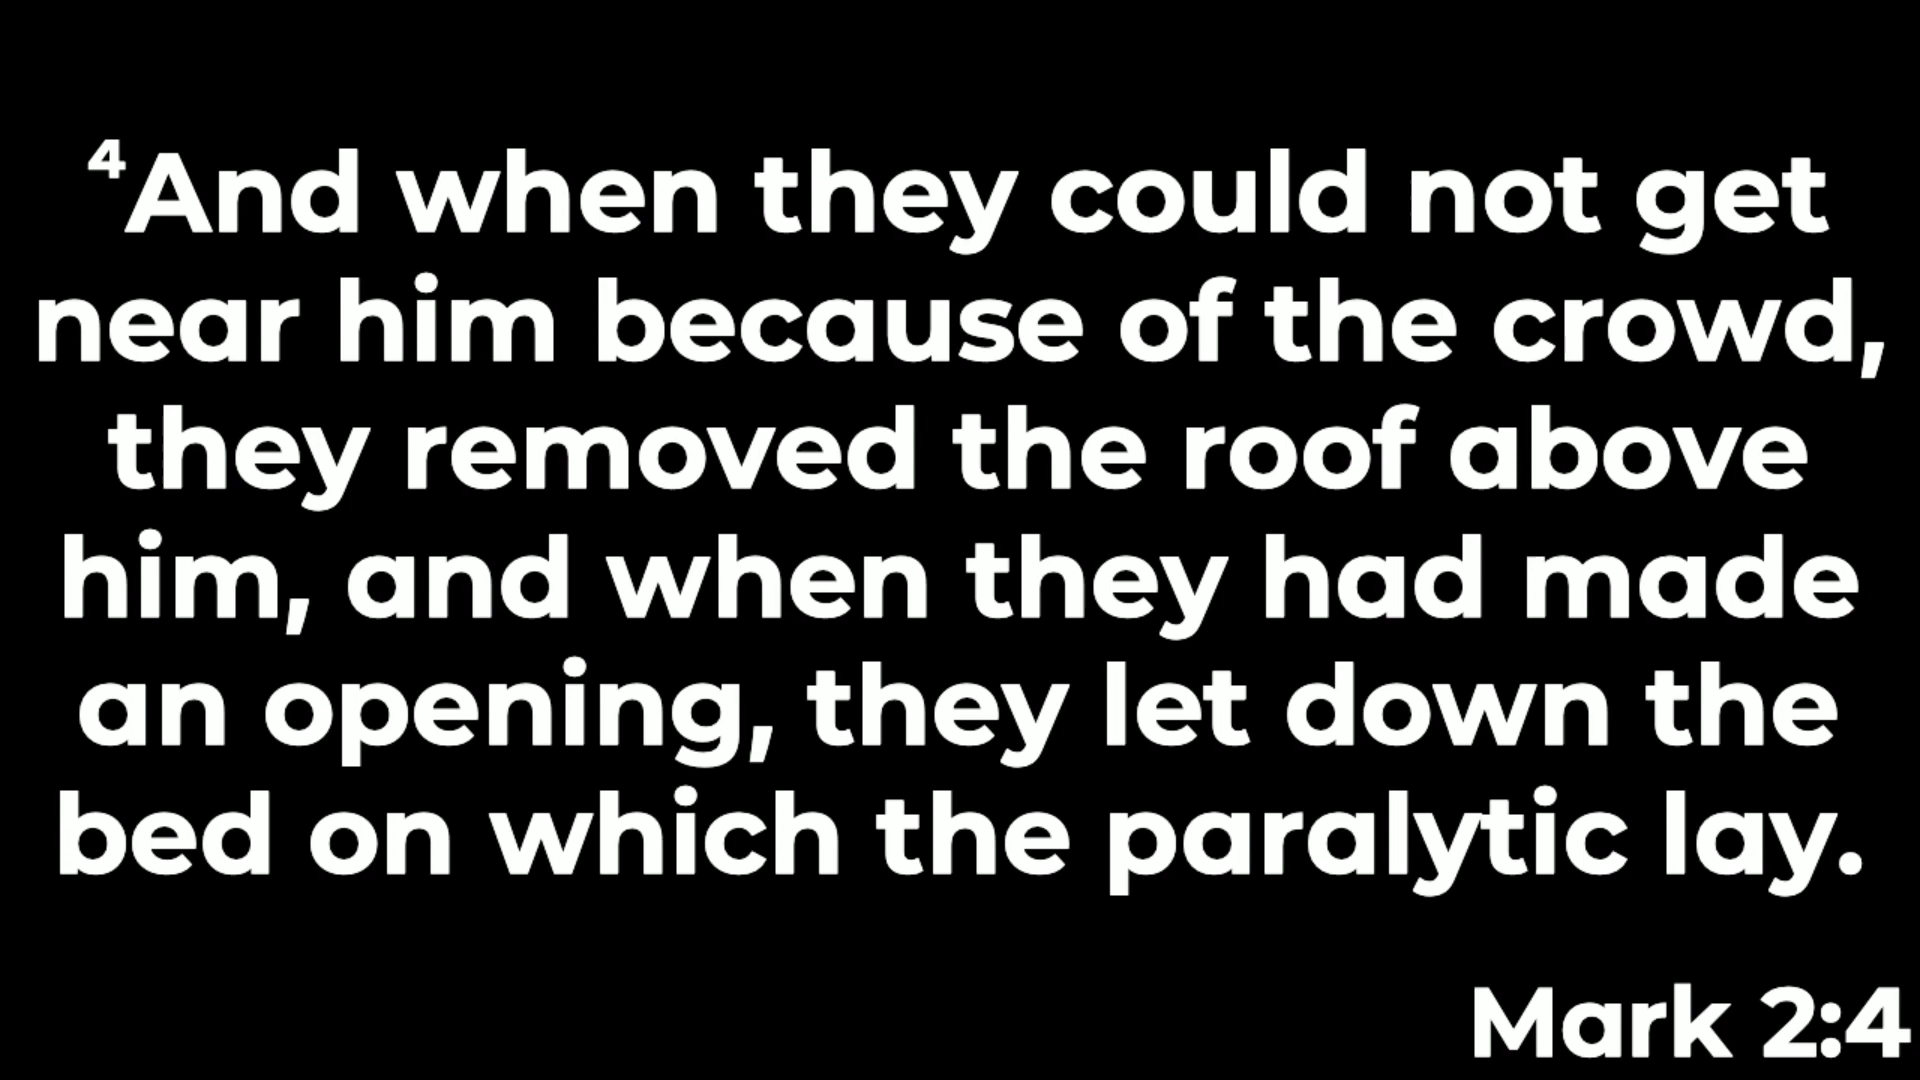 ⁴And when they could not get
near him because of the crowd,
they removed the roof above
him, and when they had made
an opening, they let down the
bed on which the paralytic lay.
Mark 2:4